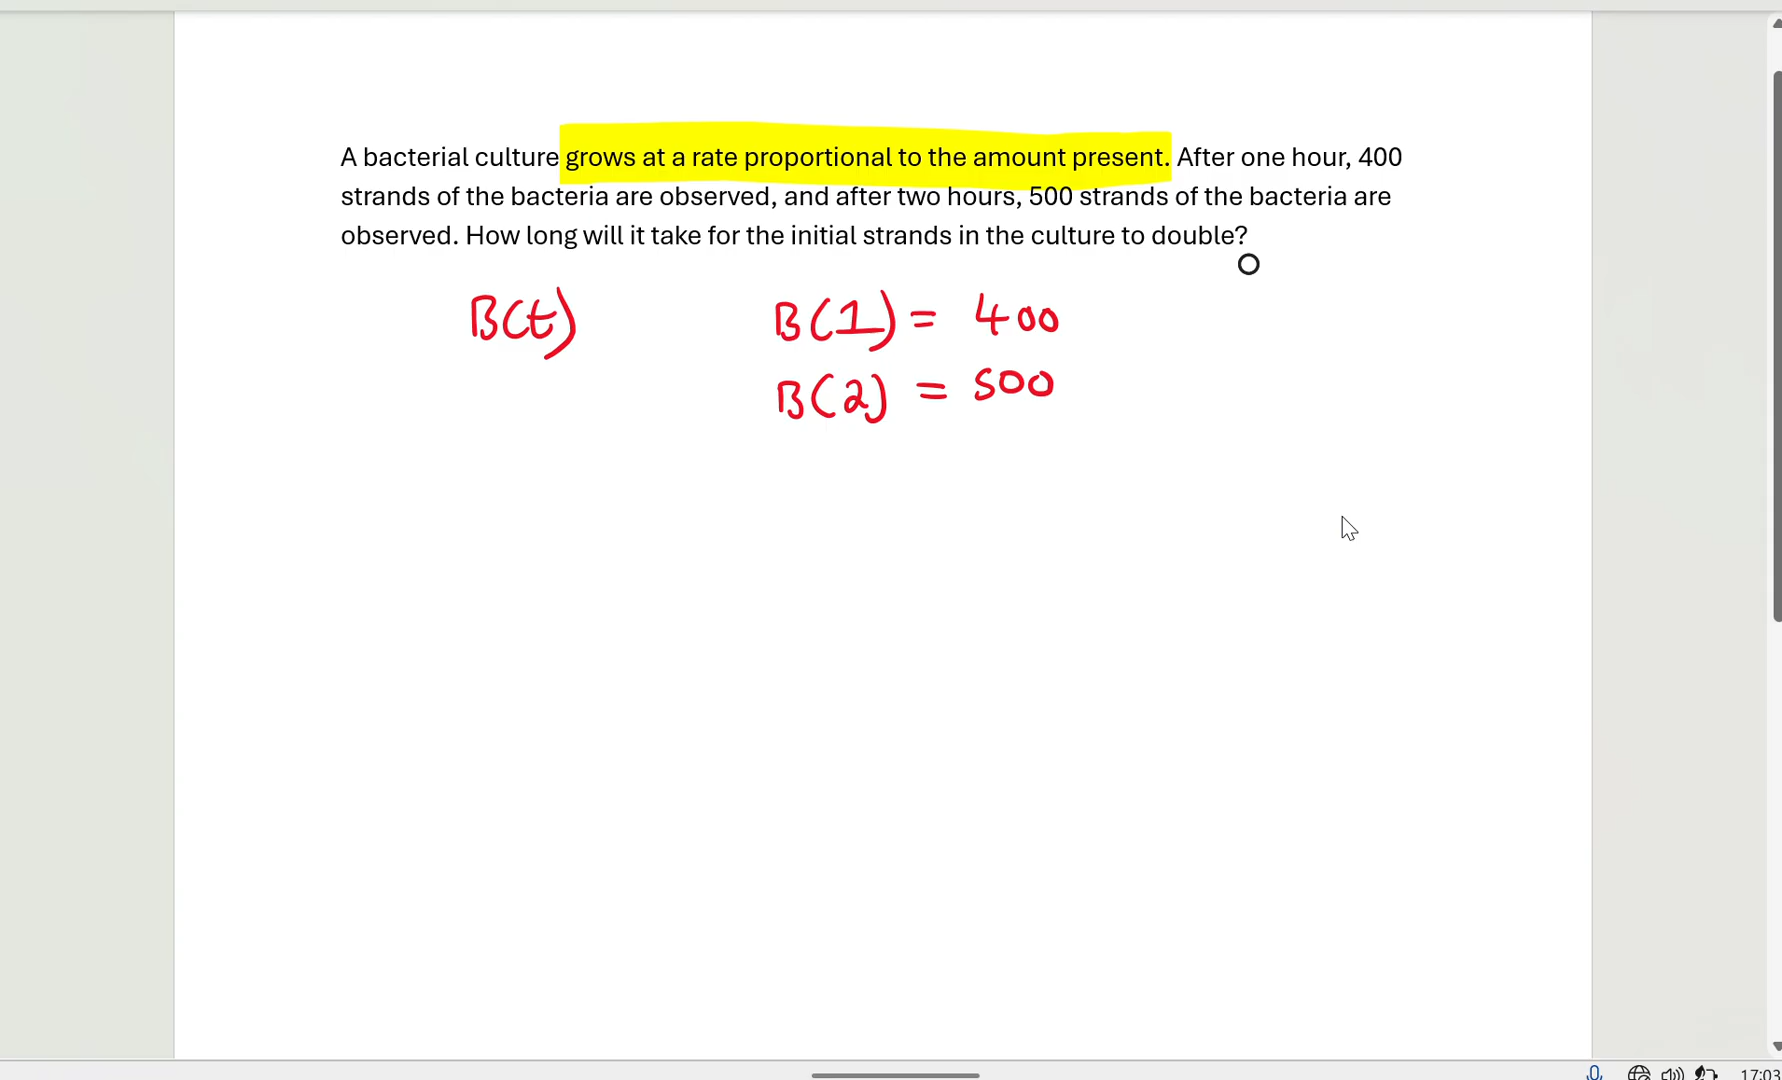 A bacterial culture grows at a rate proportional to the amount present. After one hour, 400
strands of the bacteria are observed, and after two hours, 500 strands of the bacteria are
observed. How long will it take for the initial strands in the culture to double?
B(t)
B(1) = 400
B(2) = 500
17:03